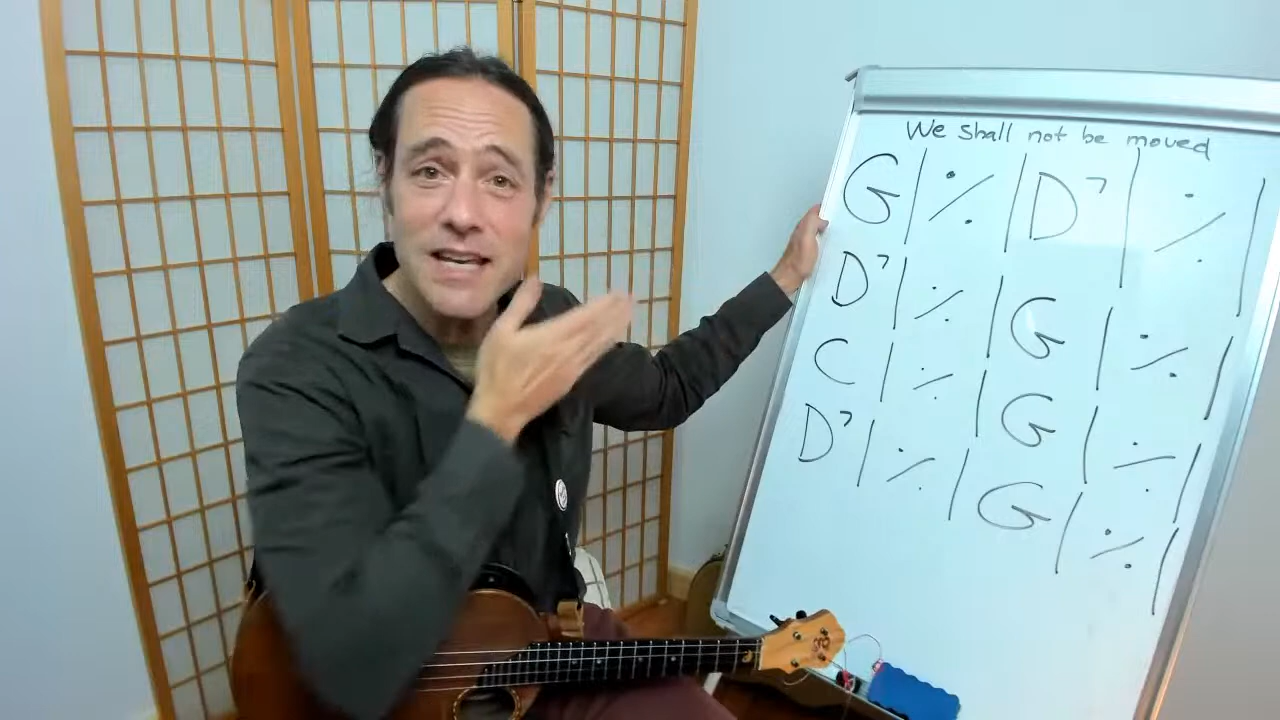 We shall not be moved
G | ٪ | D7 | ٪ |
D7 | ٪ | G | ٪ |
C | ٪ | G | ٪ |
D7 | ٪ | G | ٪ |